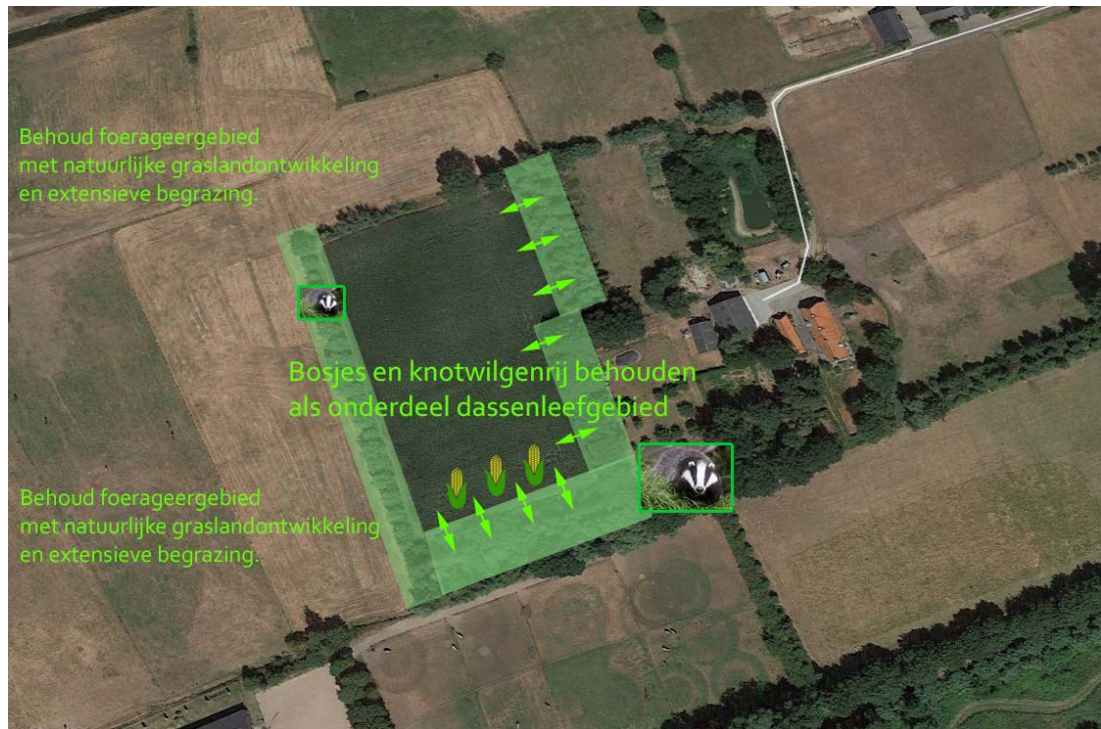 Behoud foerageergebied
met natuurlijke graslandontwikkeling
en extensieve begrazing.
Bosjes en knotwilgenrij behouden
als onderdeel dassenleefgebied
Behoud foerageergebied
met natuurlijke graslandontwikkeling
en extensieve begrazing.